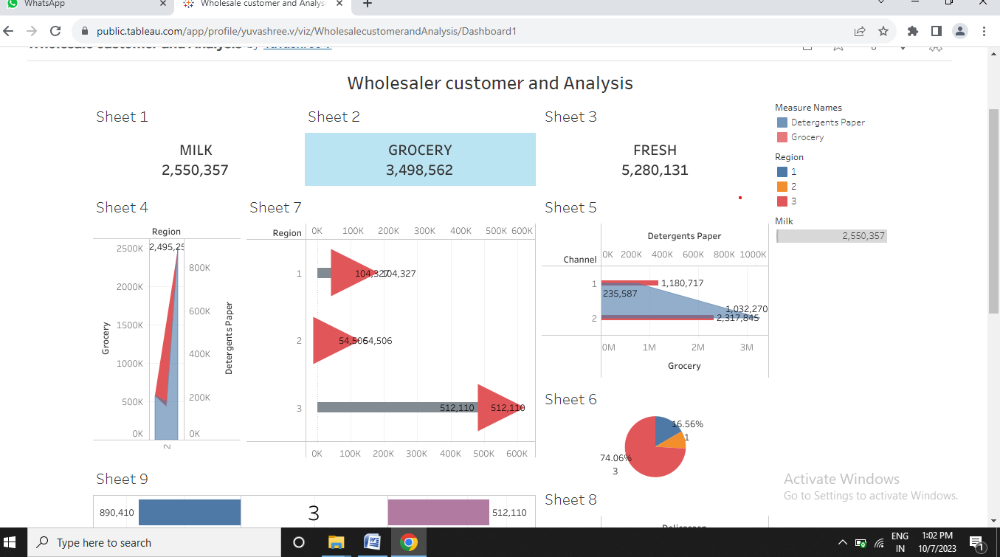 WhatsApp
Wholesale customer and Analysi
public.tableau.com/app/profile/yuvashree.v/viz/WholesalecustomerandAnalysis/Dashboard1
Wholesaler customer and Analysis
Sheet 1
MILK
2,550,357
Sheet 2
GROCERY
3,498,562
Sheet 3
FRESH
5,280,131
Measure Names
Detergents Paper
Grocery
Region
1
2
3
Milk
2,550,357
Sheet 4
Region
2,495,25
2500K
2000K
1500K
1000K
500K
0K
Grocery
800K
600K
400K
200K
0K
Detergents Paper
2
Sheet 7
Region
0K 100K 200K 300K 400K 500K 600K
1
104,327 104,327
2
54,506 54,506
3
512,110 512,110
0K 100K 200K 300K 400K 500K 600K
Sheet 5
Detergents Paper
Channel
0K 200K 400K 600K 800K 1000K
1
1,180,717
235,587
1,032,270
2
2,317,845
0M 1M 2M 3M
Grocery
Sheet 6
16.56%
1
74.06%
3
Sheet 9
890,410
3
512,110
Sheet 8
Activate Windows
Go to Settings to activate Windows.
Type here to search
ENG
IN
1:02 PM
10/7/2023
1